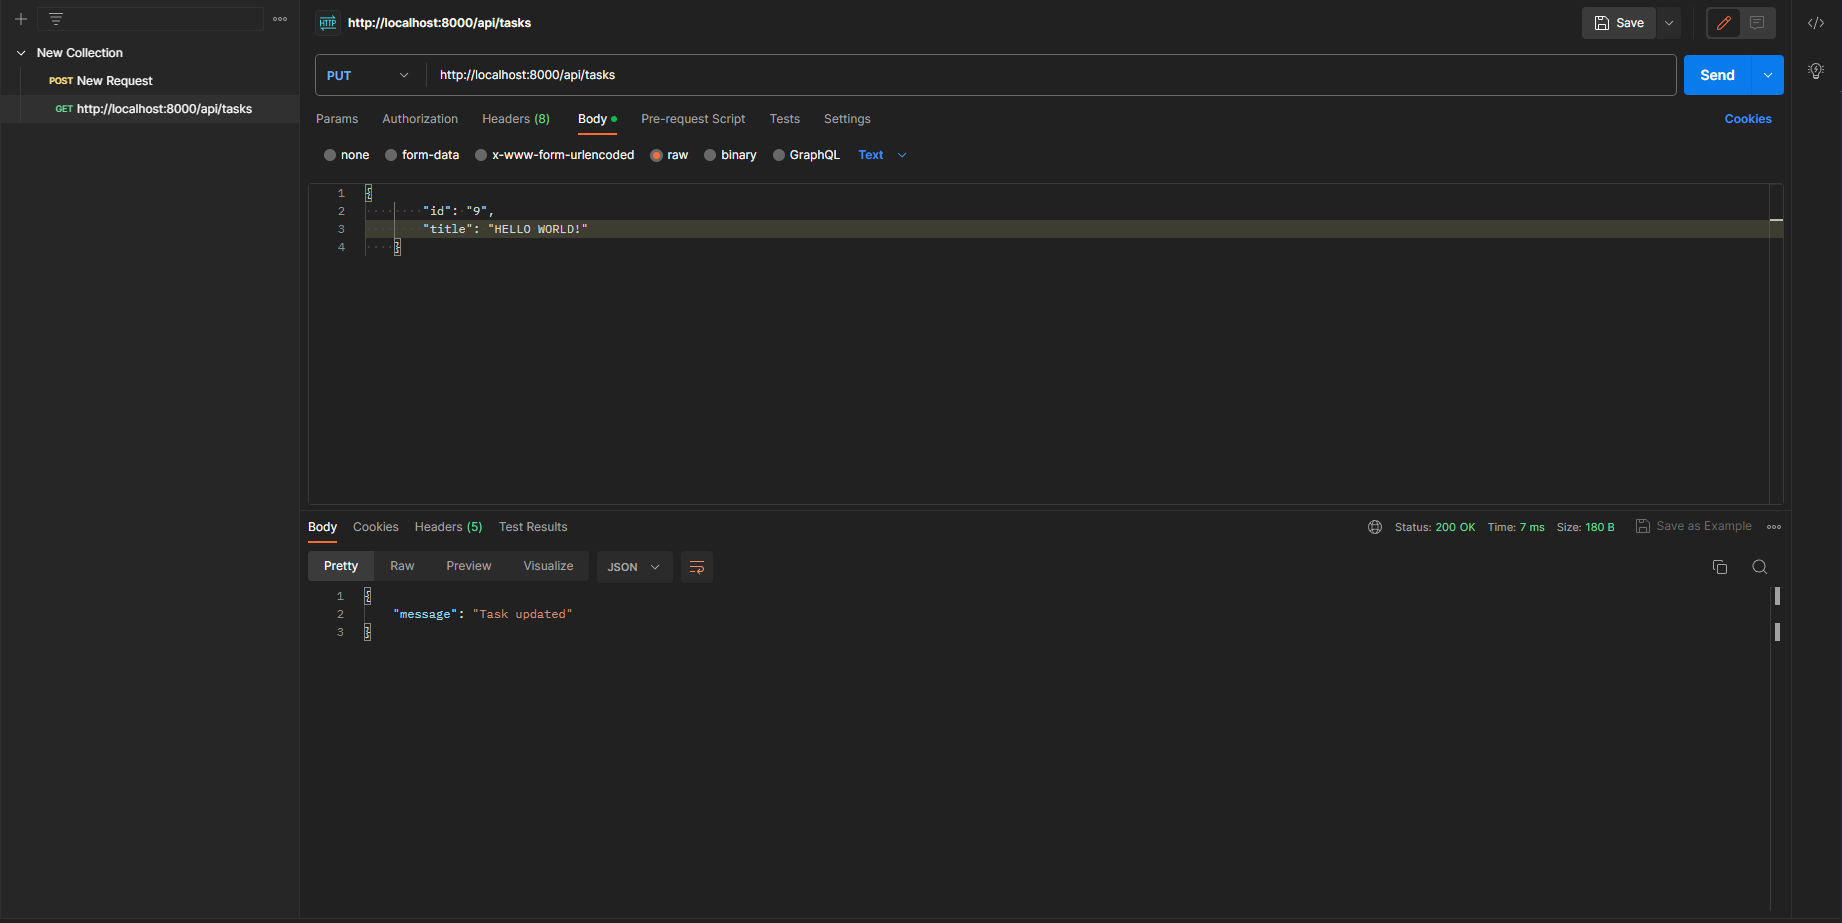 New Collection
POST New Request
GET http://localhost:8000/api/tasks
HTTP http://localhost:8000/api/tasks
Save
PUT http://localhost:8000/api/tasks
Send
Params Authorization Headers (8) Body Pre-request Script Tests Settings Cookies
none form-data x-www-form-urlencoded raw binary GraphQL Text
1 {
2 "id": "9",
3 "title": "HELLO WORLD!"
4 }
Body Cookies Headers (5) Test Results Status: 200 OK Time: 7 ms Size: 180 B Save as Example
Pretty Raw Preview Visualize JSON
1 {
2 "message": "Task updated"
3 }